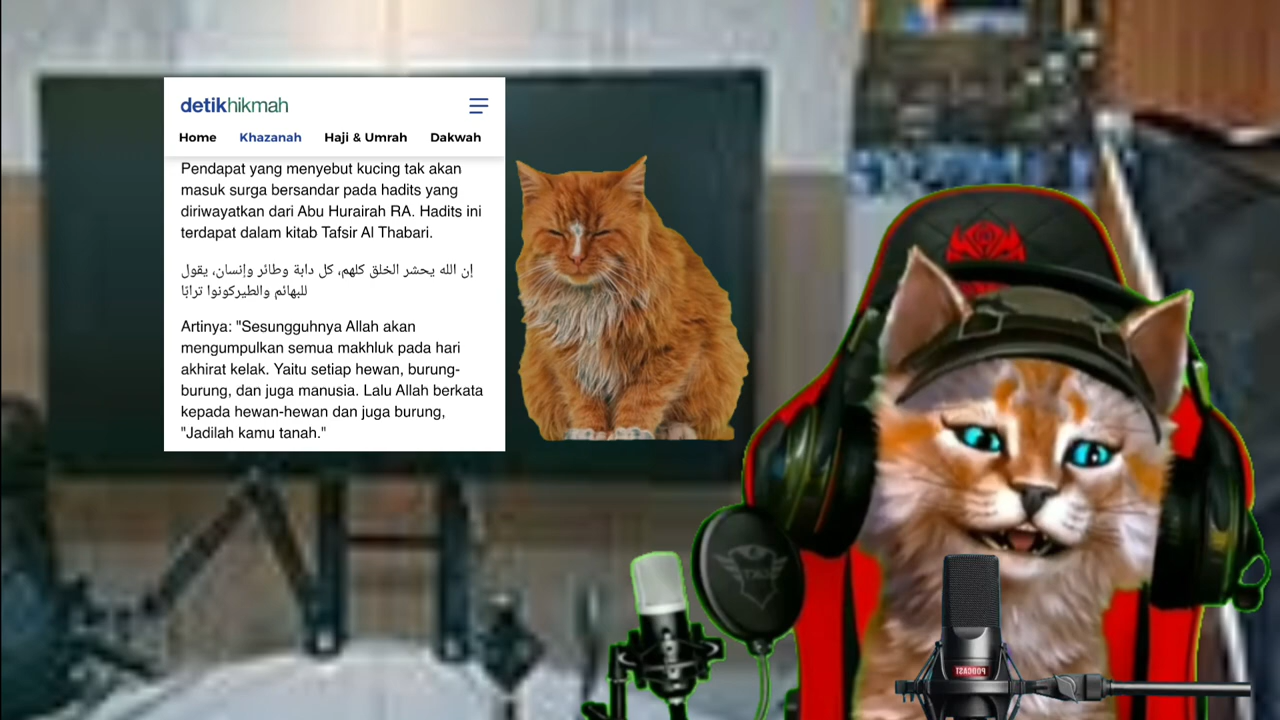 detikhikmah
Home Khazanah Haji & Umrah Dakwah
Pendapat yang menyebut kucing tak akan
masuk surga bersandar pada hadits yang
diriwayatkan dari Abu Hurairah RA. Hadits ini
terdapat dalam kitab Tafsir Al Thabari.
إن الله يحشر الخلق كلهم، كل دابة وطائر وإنسان، يقول
للبهائم والطيركونوا ترابًا
Artinya: "Sesungguhnya Allah akan
mengumpulkan semua makhluk pada hari
akhirat kelak. Yaitu setiap hewan, burung-
burung, dan juga manusia. Lalu Allah berkata
kepada hewan-hewan dan juga burung,
"Jadilah kamu tanah."
PODCAST